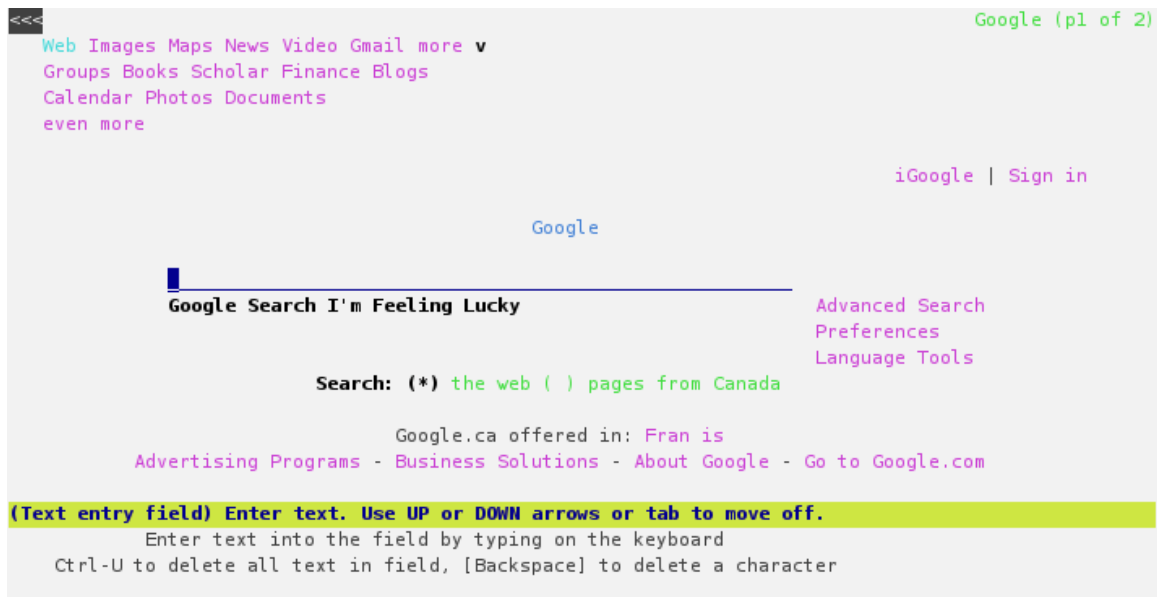 <<< Google (p1 of 2)
Web Images Maps News Video Gmail more v
Groups Books Scholar Finance Blogs
Calendar Photos Documents
even more
iGoogle | Sign in
Google
Google Search I'm Feeling Lucky Advanced Search
Preferences
Language Tools
Search: (*) the web ( ) pages from Canada
Google.ca offered in: Fran is
Advertising Programs - Business Solutions - About Google - Go to Google.com
(Text entry field) Enter text. Use UP or DOWN arrows or tab to move off.
Enter text into the field by typing on the keyboard
Ctrl-U to delete all text in field, [Backspace] to delete a character